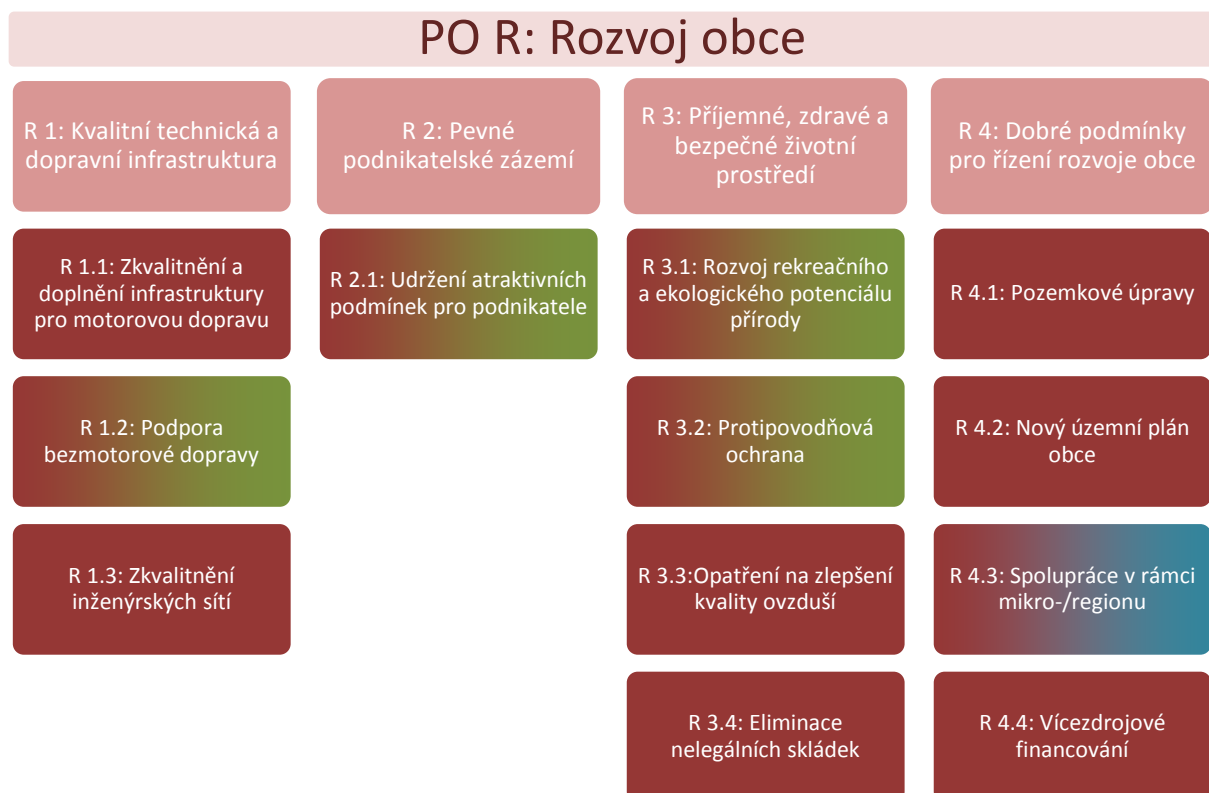 PO R: Rozvoj obce
R 1: Kvalitní technická a
dopravní infrastruktura
R 1.1: Zkvalitnění a
doplnění infrastruktury
pro motorovou dopravu
R 1.2: Podpora
bezmotorové dopravy
R 1.3: Zkvalitnění
inženýrských sítí
R 2: Pevné
podnikatelské zázemí
R 2.1: Udržení atraktivních
podmínek pro podnikatele
R 3: Příjemné, zdravé a
bezpečné životní
prostředí
R 3.1: Rozvoj rekreačního
a ekologického potenciálu
přírody
R 3.2: Protipovodňová
ochrana
R 3.3:Opatření na zlepšení
kvality ovzduší
R 3.4: Eliminace
nelegálních skládek
R 4: Dobré podmínky
pro řízení rozvoje obce
R 4.1: Pozemkové úpravy
R 4.2: Nový územní plán
obce
R 4.3: Spolupráce v rámci
mikro-/regionu
R 4.4: Vícezdrojové
financování